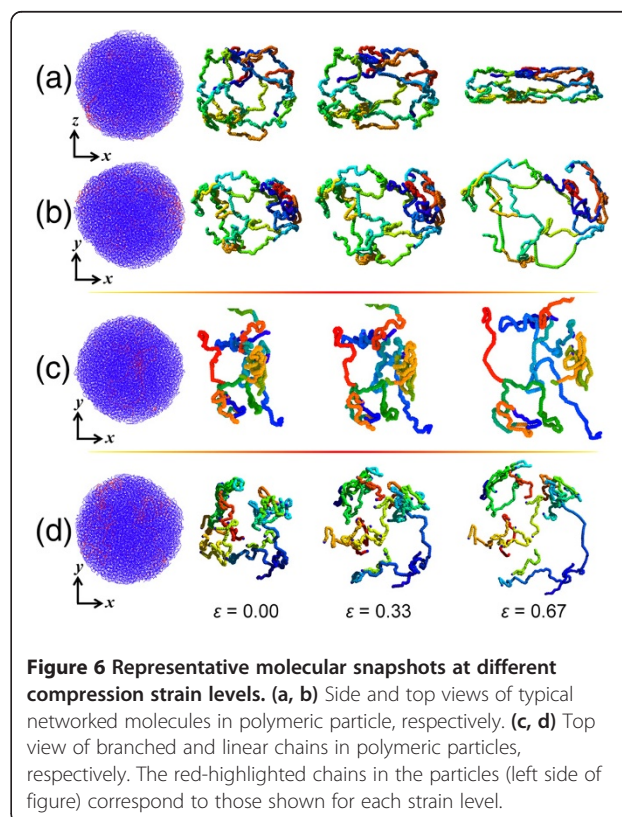 (a)
z
x
(b)
y
x
(c)
y
x
(d)
y
x
ε = 0.00 ε = 0.33 ε = 0.67
Figure 6 Representative molecular snapshots at different
compression strain levels. (a, b) Side and top views of typical
networked molecules in polymeric particle, respectively. (c, d) Top
view of branched and linear chains in polymeric particles,
respectively. The red-highlighted chains in the particles (left side of
figure) correspond to those shown for each strain level.